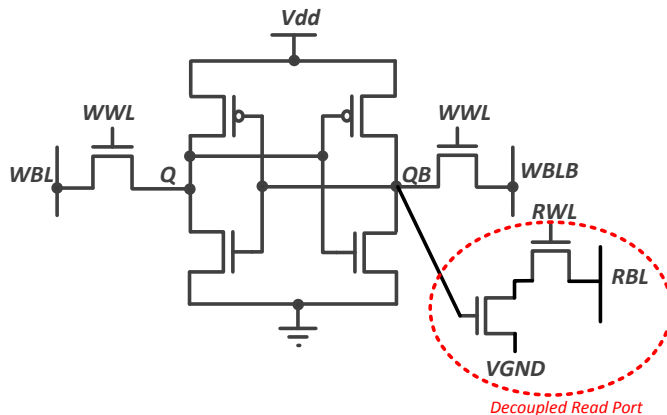 Vdd
WWL
WWL
WBL
Q
QB
WBLB
RWL
RBL
VGND
Decoupled Read Port